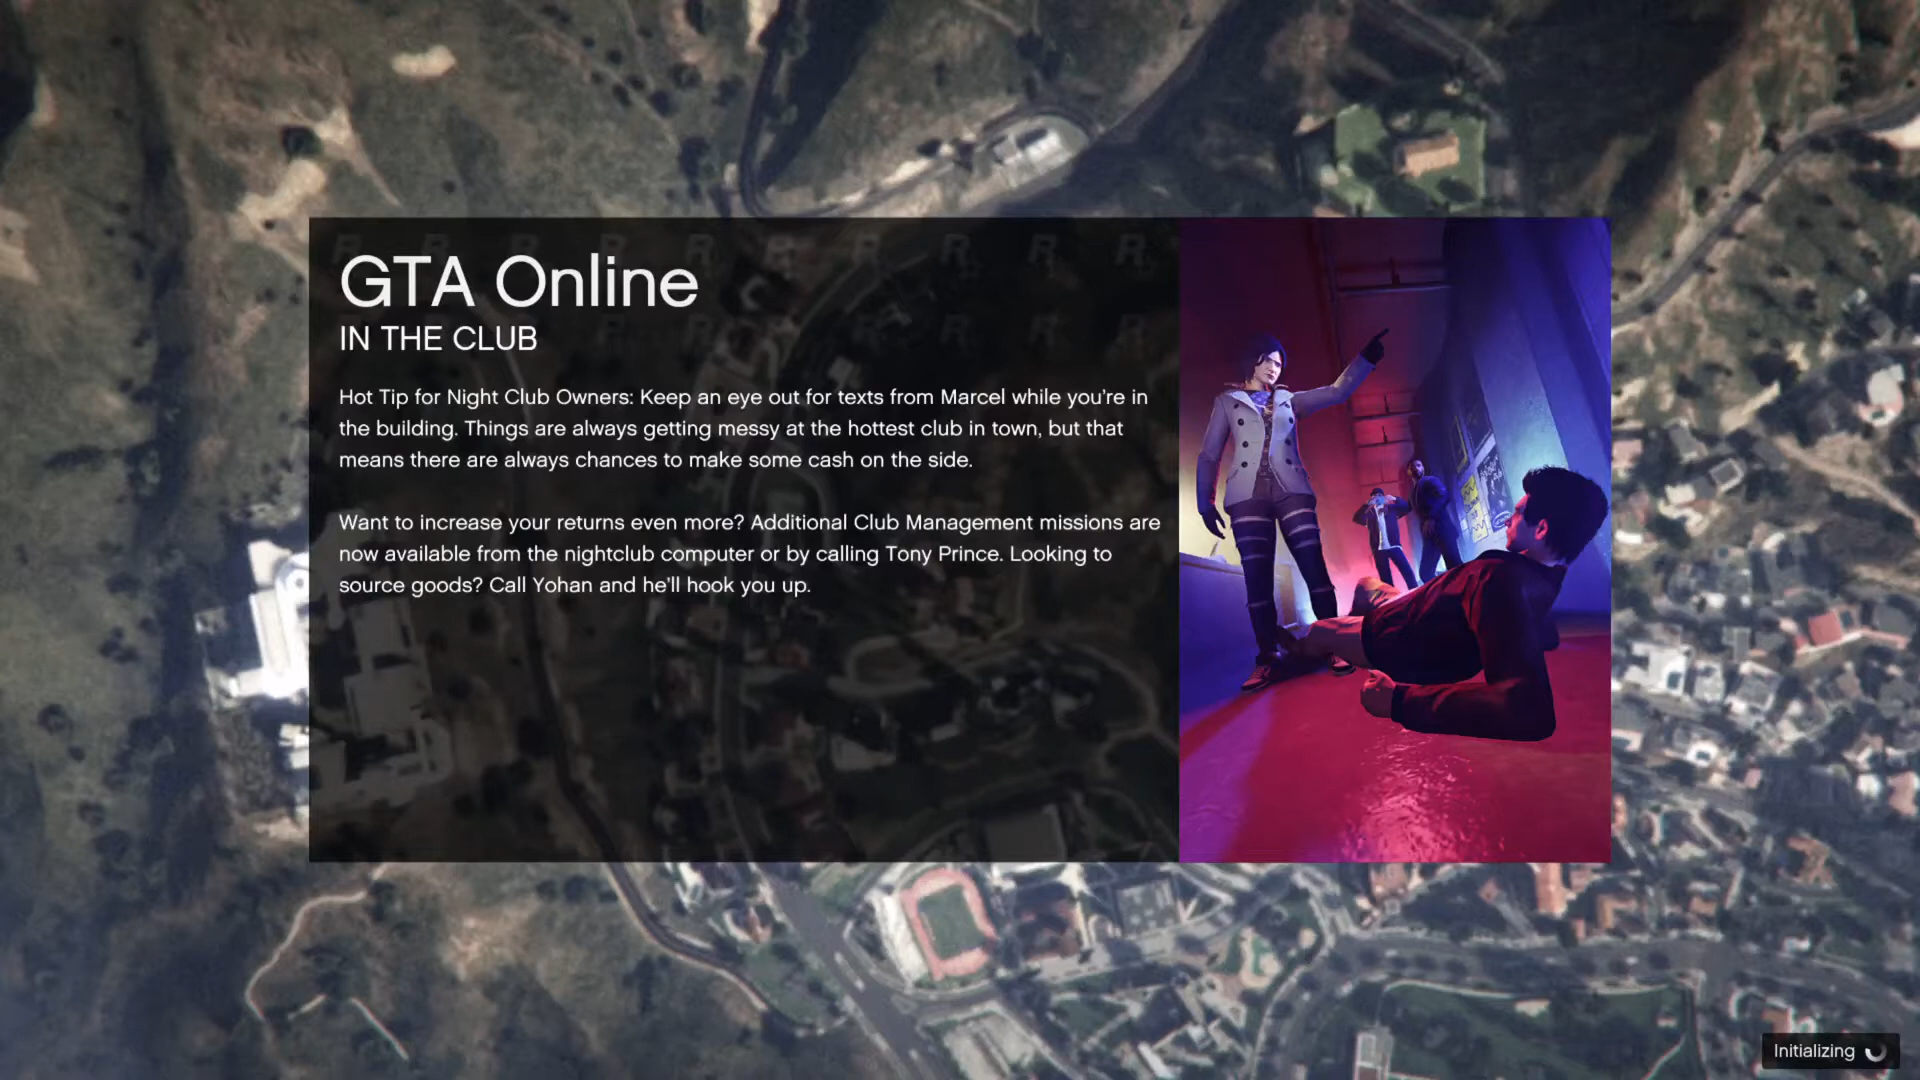 GTA Online
IN THE CLUB
Hot Tip for Night Club Owners: Keep an eye out for texts from Marcel while you're in
the building. Things are always getting messy at the hottest club in town, but that
means there are always chances to make some cash on the side.
Want to increase your returns even more? Additional Club Management missions are
now available from the nightclub computer or by calling Tony Prince. Looking to
source goods? Call Yohan and he'll hook you up.
Initializing